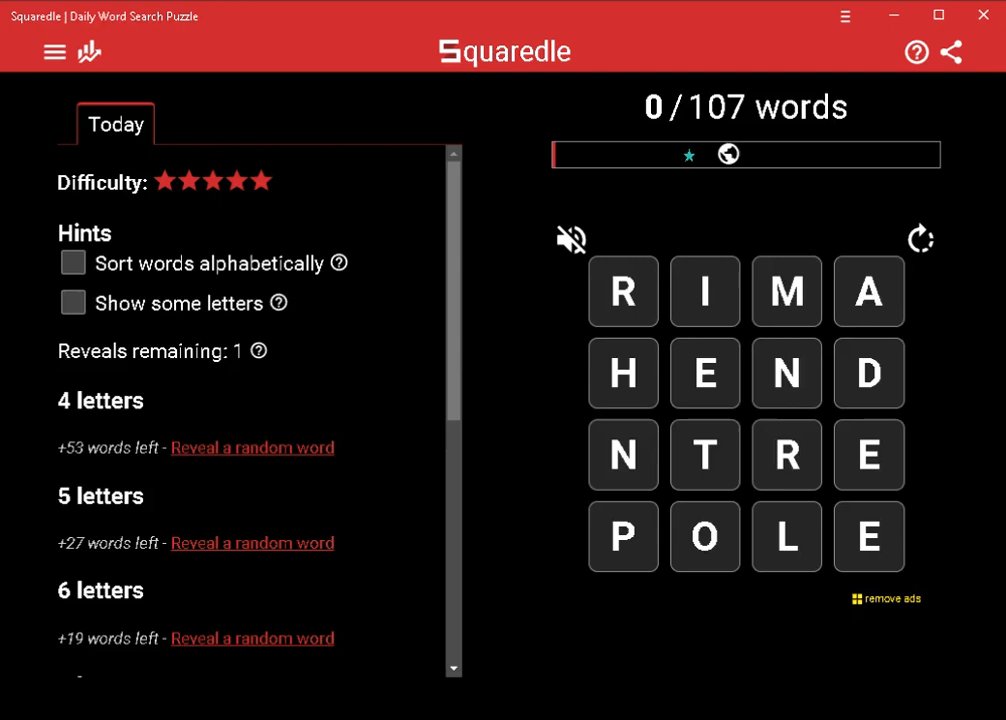 Squaredle | Daily Word Search Puzzle
Squaredle
Today
Difficulty:
Hints
Sort words alphabetically
Show some letters
Reveals remaining: 1
4 letters
+53 words left - Reveal a random word
5 letters
+27 words left - Reveal a random word
6 letters
+19 words left - Reveal a random word
0 / 107 words
R I M A
H E N D
N T R E
P O L E
remove ads